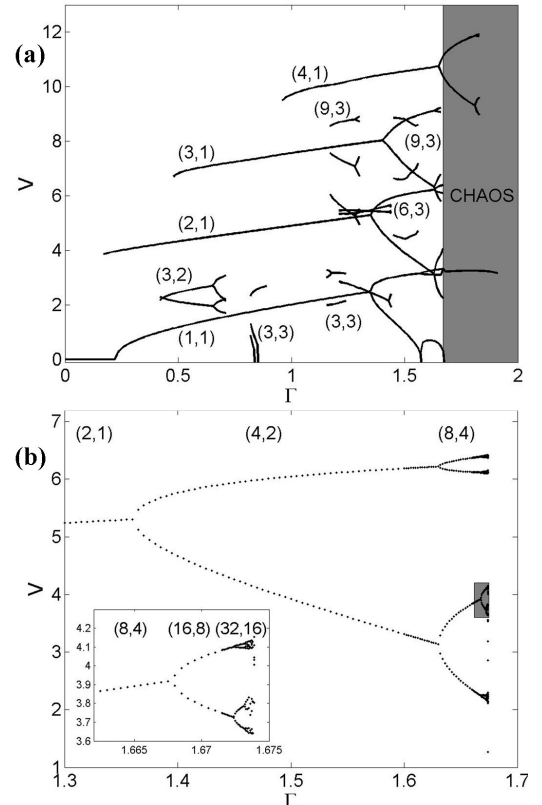 (a)
12
10
8
6
4
2
0
V
(4,1)
(9,3)
(3,1)
(9,3)
(6,3)
(2,1)
(3,2)
(3,3)
(3,3)
(1,1)
CHAOS
0 0.5 1 1.5 2
Γ
(b)
7
6
5
4
3
2
1
V
(2,1) (4,2) (8,4)
(8,4) (16,8) (32,16)
4.3
4.2
4.1
4
3.9
3.8
3.7
3.6
1.665 1.67 1.675
1.3 1.4 1.5 1.6 1.7
Γ